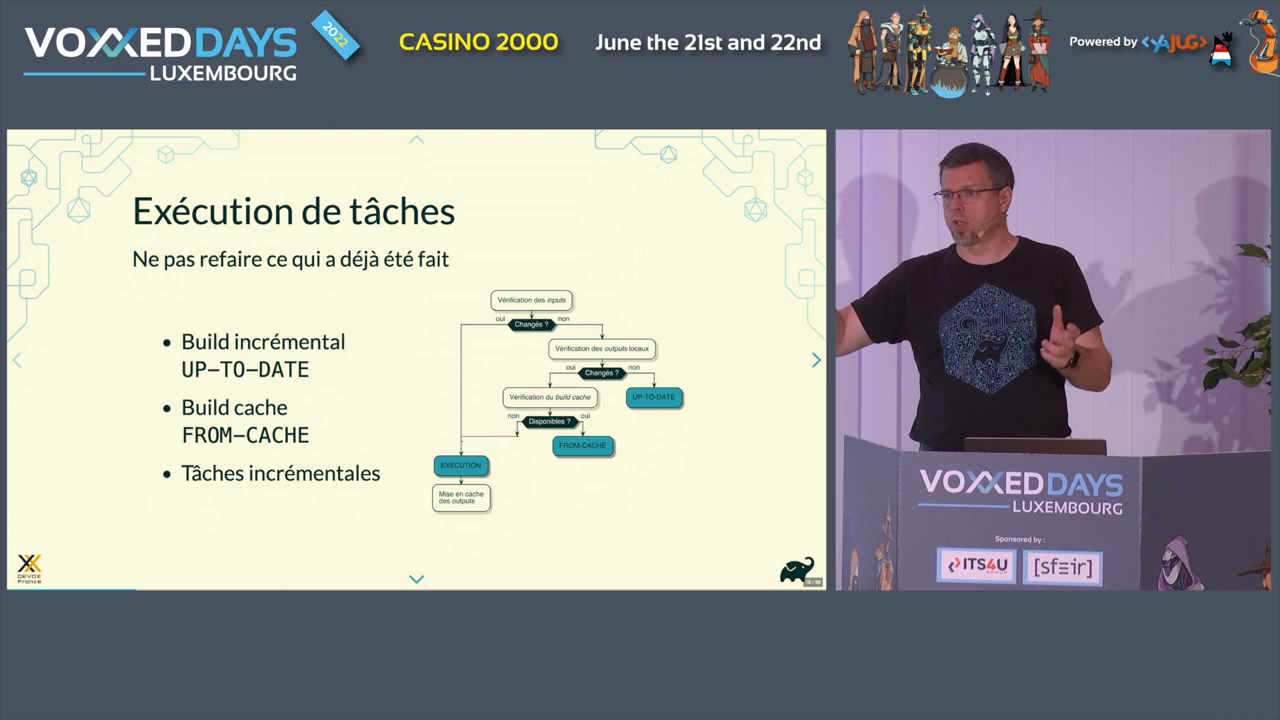 VOXXED DAYS
LUXEMBOURG
2022
CASINO 2000
June the 21st and 22nd
Powered by <YAJUG>
Exécution de tâches
Ne pas refaire ce qui a déjà été fait
• Build incrémental
UP-TO-DATE
• Build cache
FROM-CACHE
• Tâches incrémentales
Vérification des inputs
oui
Changés ?
non
Vérification des outputs locaux
oui
Changés ?
non
Vérification du build cache
UP-TO-DATE
non
Disponibles ?
oui
FROM-CACHE
EXECUTION
Mise en cache
des outputs
DEVOXX
France
VOXXED DAYS
LUXEMBOURG
Sponsored by :
ITS4U
GROUP
[sfeir]